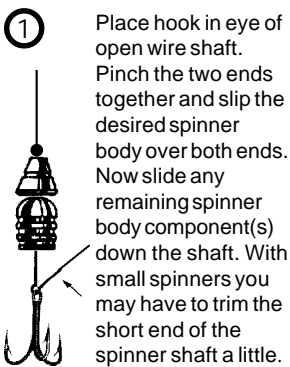 1
Place hook in eye of
open wire shaft.
Pinch the two ends
together and slip the
desired spinner
body over both ends.
Now slide any
remaining spinner
body component(s)
down the shaft. With
small spinners you
may have to trim the
short end of the
spinner shaft a little.